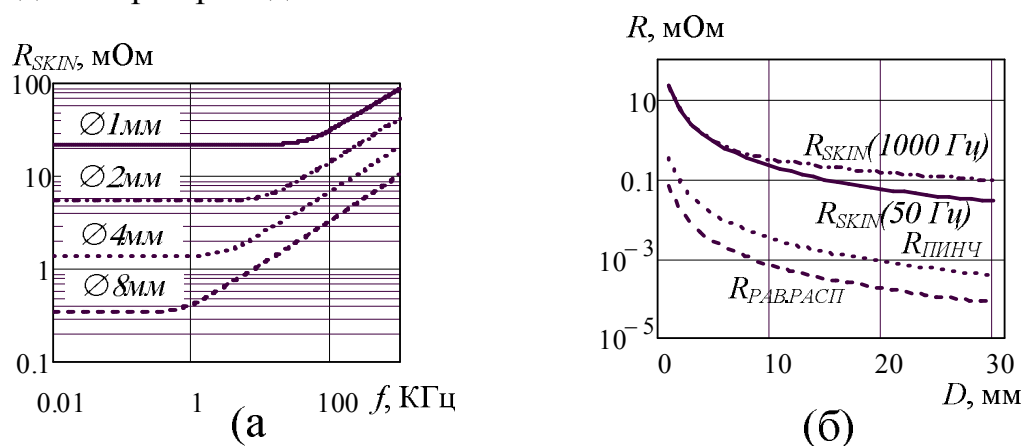 R_SKIN, мОм
100
10
1
0.1
∅1мм
∅2мм
∅4мм
∅8мм
0.01 1 100 f, КГц
(а
R, мОм
10
0.1
10⁻³
10⁻⁵
R_SKIN(1000 Гц)
R_SKIN(50 Гц)
R_ПИНЧ
R_РАВ.РАСП
0 10 20 30
D, мм
(б)